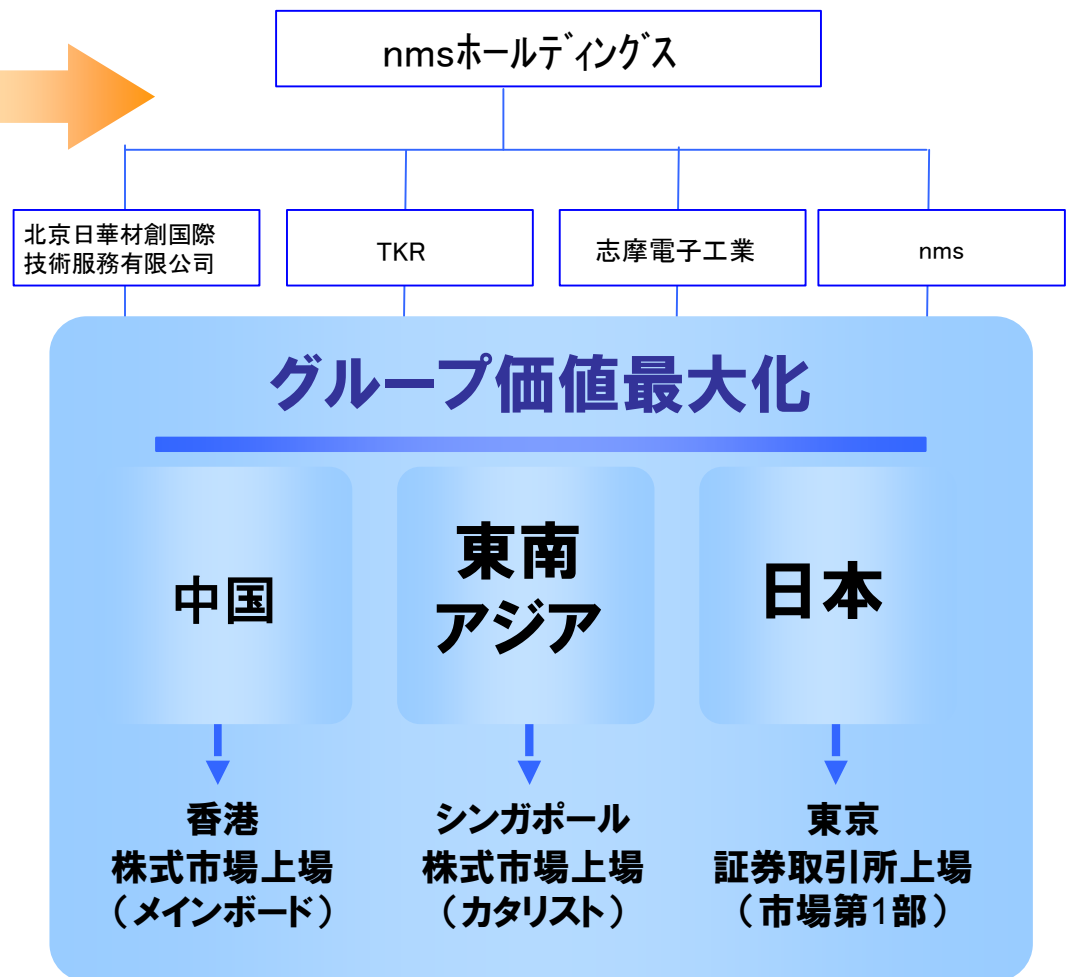 nmsﾎｰﾙﾃﾞｨﾝｸﾞｽ
北京日華材創国際
技術服務有限公司
TKR
志摩電子工業
nms
グループ価値最大化
中国
東南
アジア
日本
香港
株式市場上場
（メインボード）
シンガポール
株式市場上場
（カタリスト）
東京
証券取引所上場
（市場第1部）